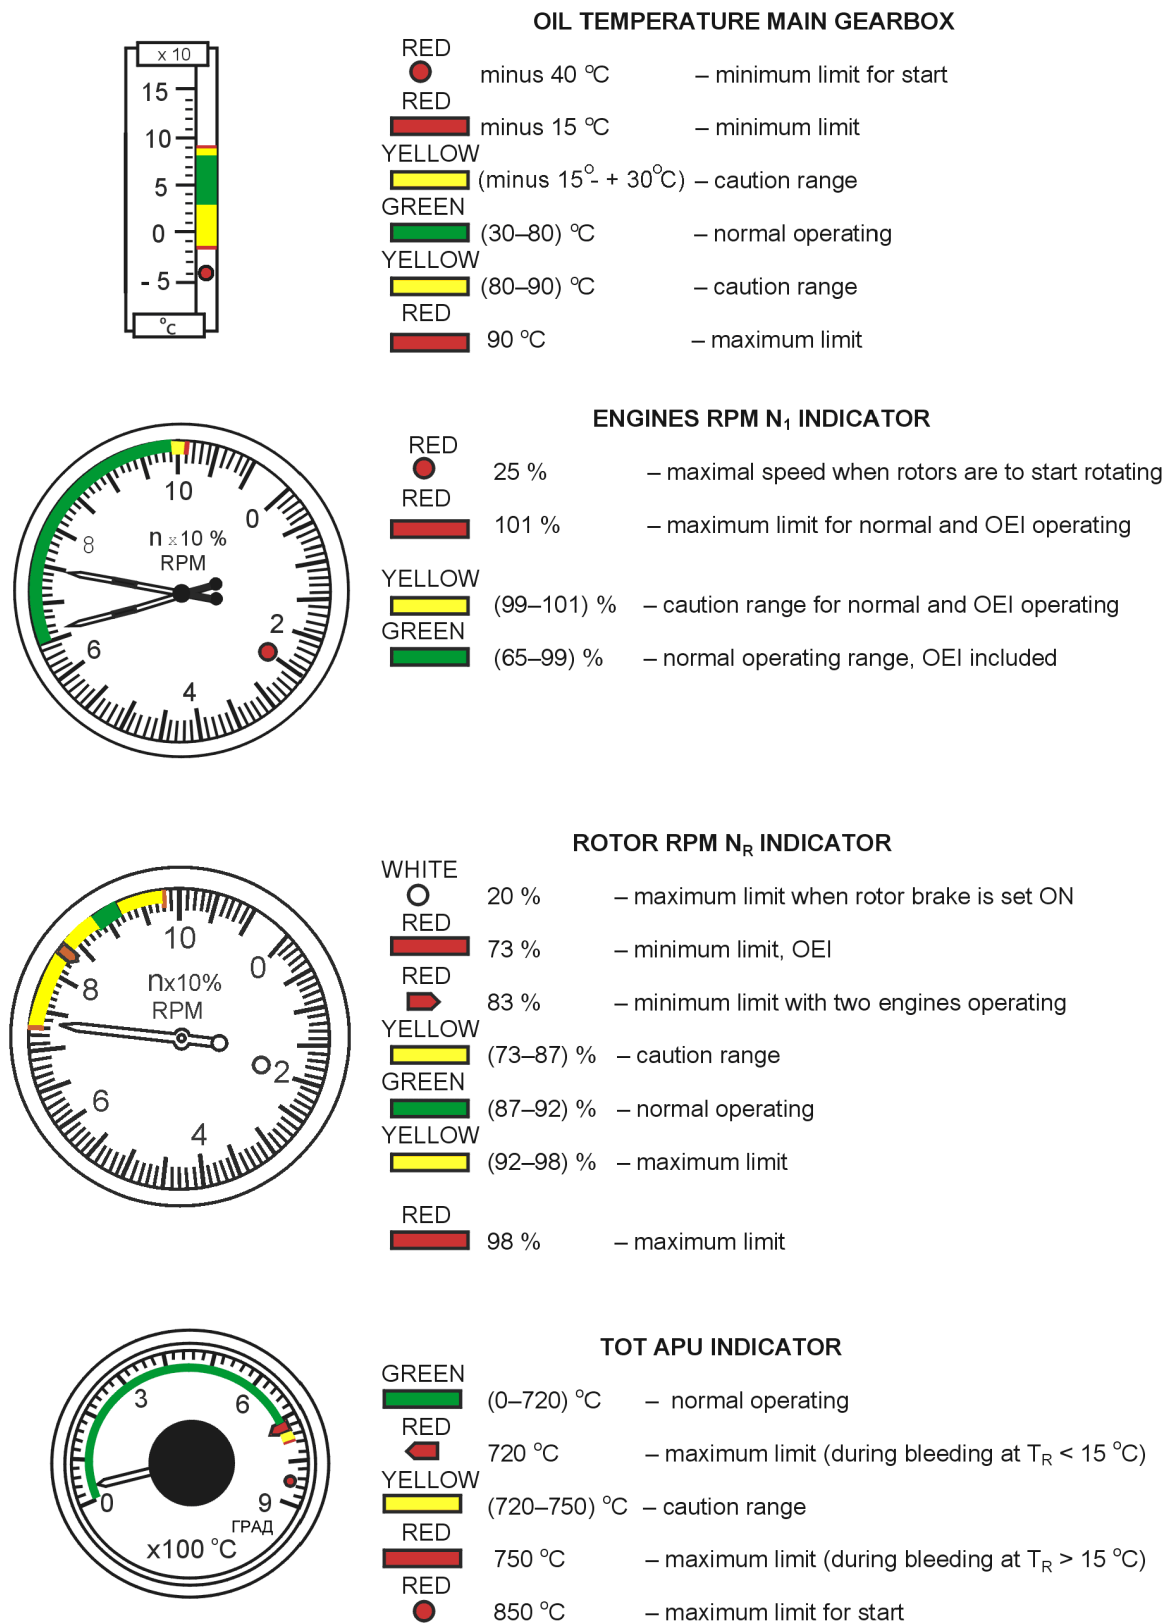 OIL TEMPERATURE MAIN GEARBOX
x 10
15
10
5
0
- 5
°C
RED
minus 40 °C – minimum limit for start
RED
minus 15 °C – minimum limit
YELLOW
(minus 15°- + 30°C) – caution range
GREEN
(30–80) °C – normal operating
YELLOW
(80–90) °C – caution range
RED
90 °C – maximum limit
ENGINES RPM N₁ INDICATOR
10
0
8
n x 10 %
RPM
2
6
4
RED
25 % – maximal speed when rotors are to start rotating
RED
101 % – maximum limit for normal and OEI operating
YELLOW
(99–101) % – caution range for normal and OEI operating
GREEN
(65–99) % – normal operating range, OEI included
ROTOR RPM N_R INDICATOR
10
0
8
nx10%
RPM
2
6
4
WHITE
20 % – maximum limit when rotor brake is set ON
RED
73 % – minimum limit, OEI
RED
83 % – minimum limit with two engines operating
YELLOW
(73–87) % – caution range
GREEN
(87–92) % – normal operating
YELLOW
(92–98) % – maximum limit
RED
98 % – maximum limit
TOT APU INDICATOR
3
6
0
9
ГРАД
x100 °C
GREEN
(0–720) °C – normal operating
RED
720 °C – maximum limit (during bleeding at T_R < 15 °C)
YELLOW
(720–750) °C – caution range
RED
750 °C – maximum limit (during bleeding at T_R > 15 °C)
RED
850 °C – maximum limit for start